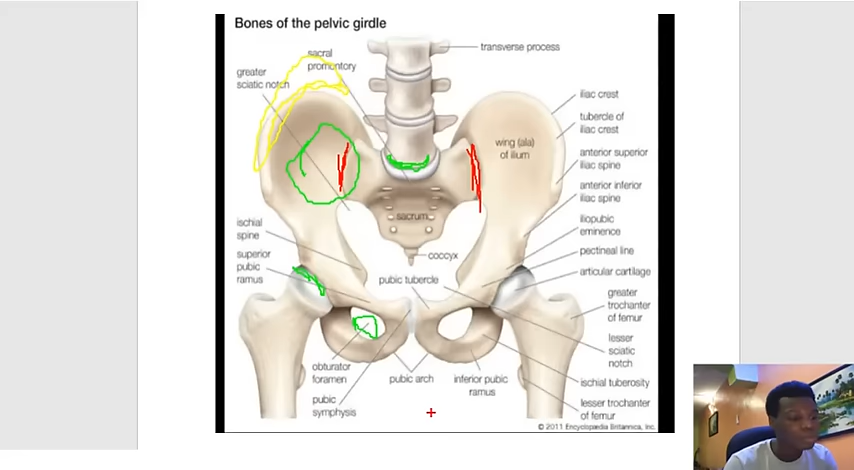 Bones of the pelvic girdle
sacral
promontory
transverse process
greater
sciatic notch
iliac crest
tubercle of
iliac crest
wing (ala)
of ilium
anterior superior
iliac spine
anterior inferior
iliac spine
sacrum
ischial
spine
iliopubic
eminence
coccyx
pectineal line
superior
pubic
ramus
pubic tubercle
articular cartilage
greater
trochanter
of femur
lesser
sciatic
notch
obturator
foramen
pubic arch
inferior pubic
ramus
ischial tuberosity
pubic
symphysis
lesser trochanter
of femur
© 2011 Encyclopædia Britannica, Inc.